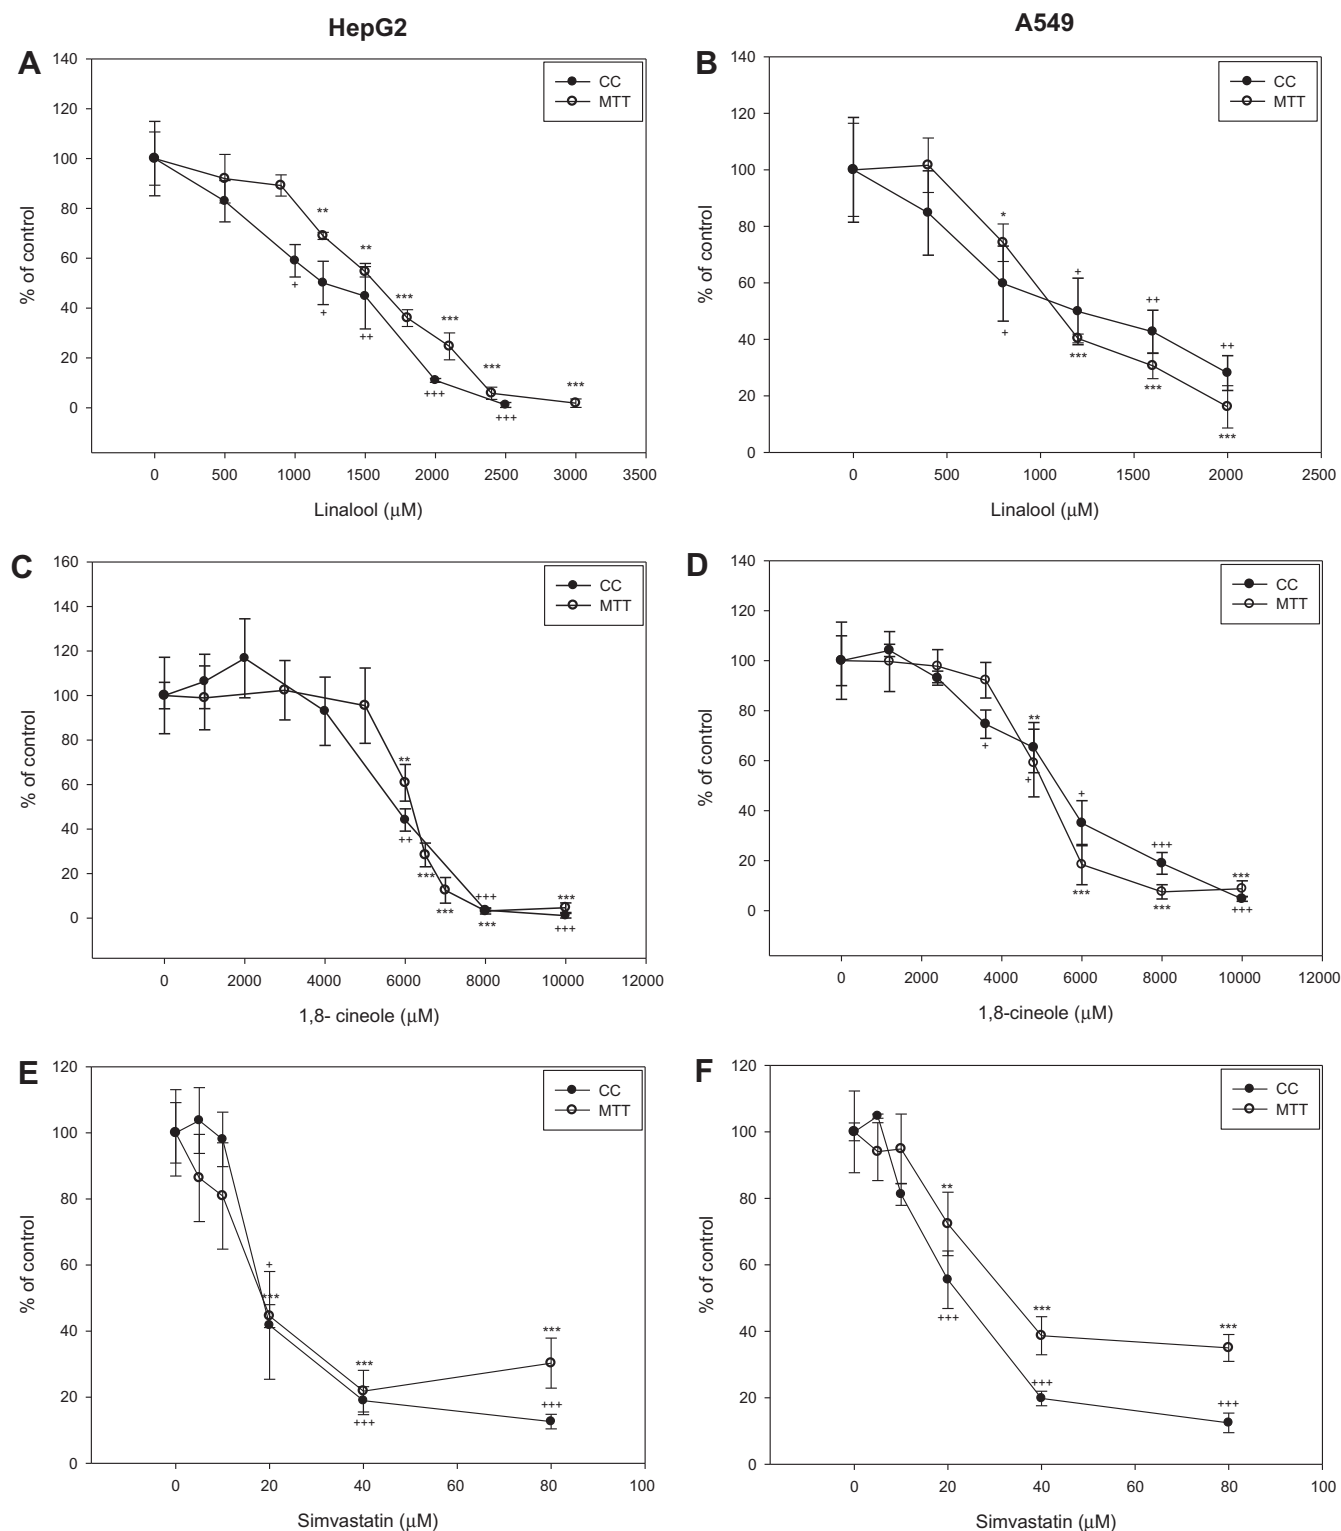 HepG2
A549
A
140
120
100
80
60
40
20
0
% of control
CC
MTT
**
**
***
***
***
***
+
+
++
+++
+++
0 500 1000 1500 2000 2500 3000 3500
Linalool (μM)
B
140
120
100
80
60
40
20
0
% of control
CC
MTT
*
+
+
++
++
***
***
***
0 500 1000 1500 2000 2500
Linalool (μM)
C
160
140
120
100
80
60
40
20
0
% of control
CC
MTT
**
++
***
***
+++
***
***
+++
0 2000 4000 6000 8000 10000 12000
1,8- cineole (μM)
D
140
120
100
80
60
40
20
0
% of control
CC
MTT
+
**
+
+
***
+++
***
***
+++
0 2000 4000 6000 8000 10000 12000
1,8-cineole (μM)
E
120
100
80
60
40
20
0
% of control
CC
MTT
+
***
***
+++
***
+++
0 20 40 60 80 100
Simvastatin (μM)
F
120
100
80
60
40
20
0
% of control
CC
MTT
**
+++
***
+++
***
+++
0 20 40 60 80 100
Simvastatin (μM)